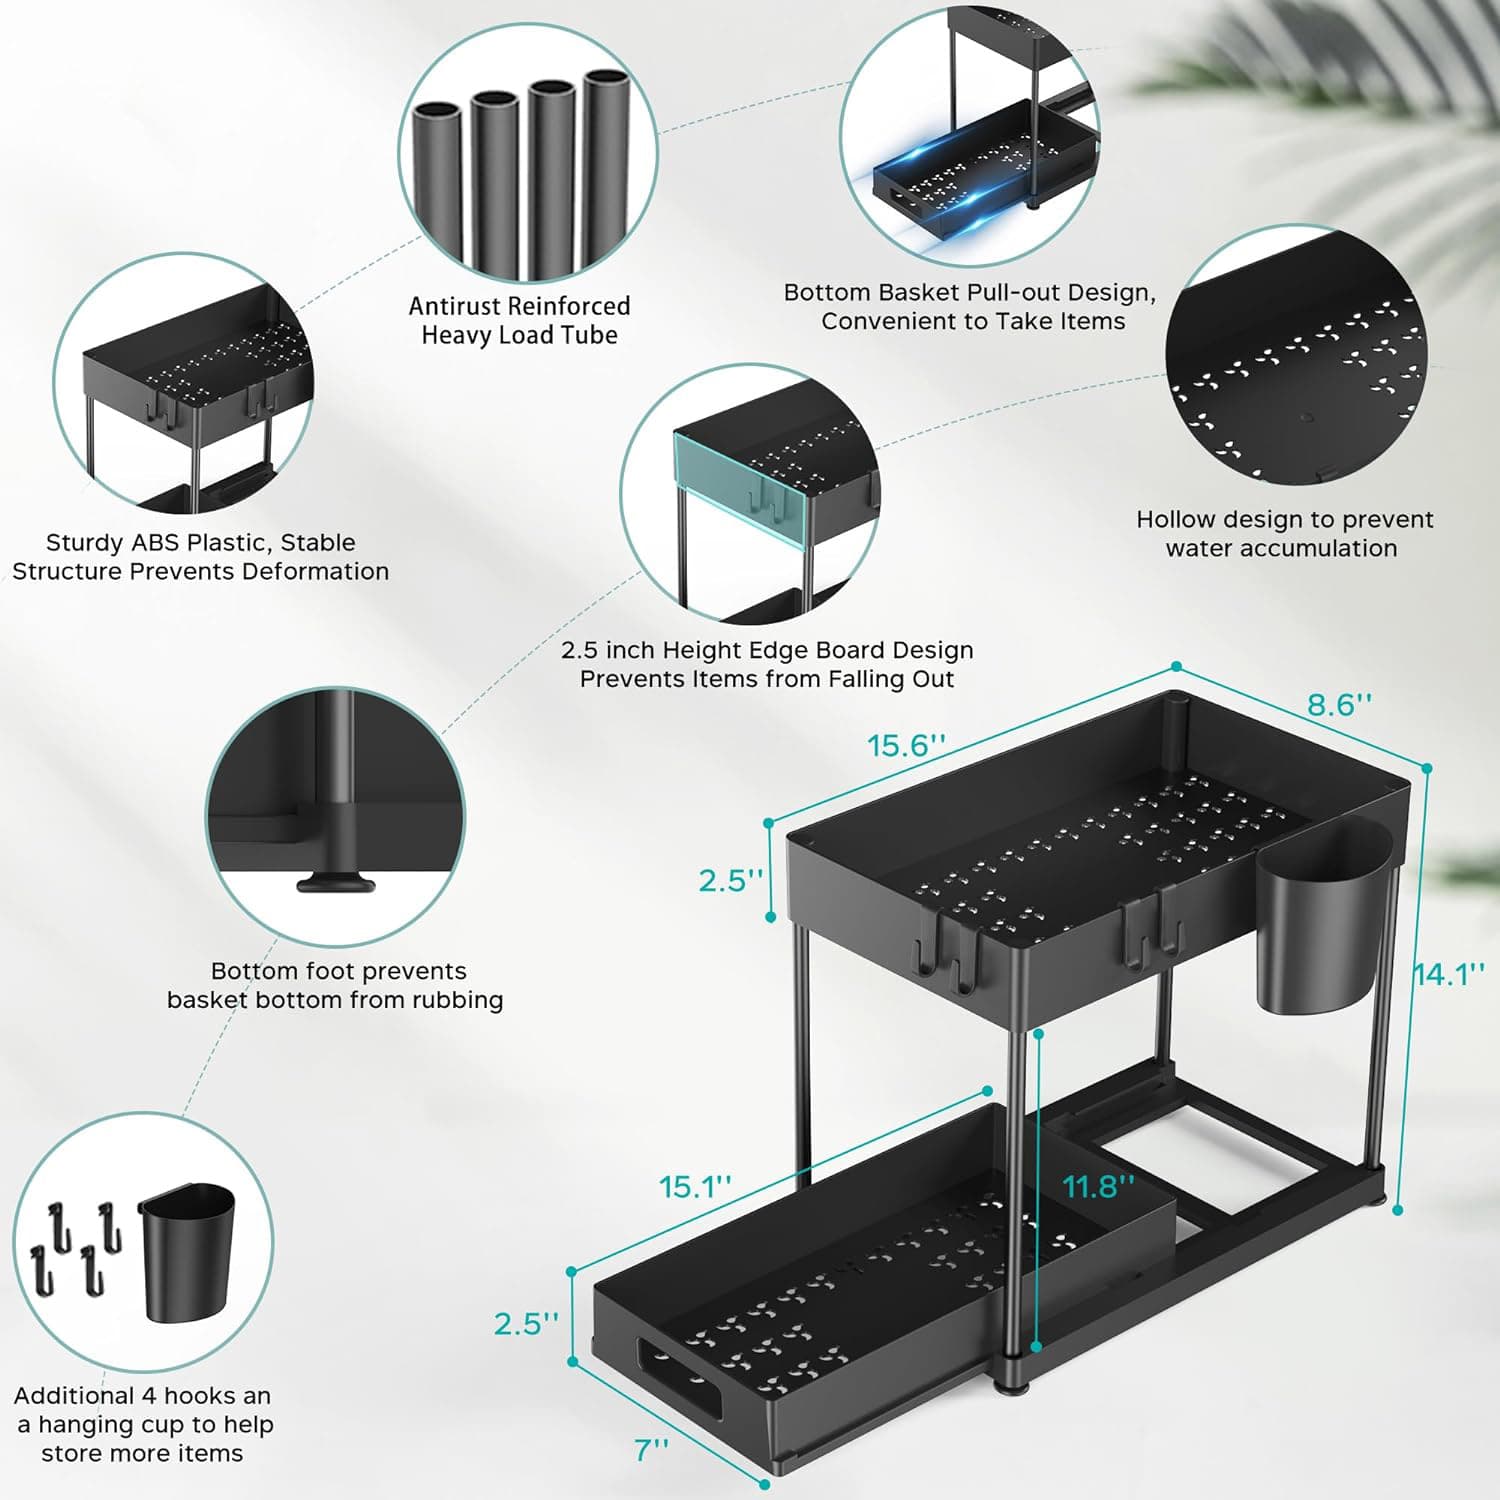 Antirust Reinforced
Heavy Load Tube
Bottom Basket Pull-out Design,
Convenient to Take Items
Sturdy ABS Plastic, Stable
Structure Prevents Deformation
Hollow design to prevent
water accumulation
2.5 inch Height Edge Board Design
Prevents Items from Falling Out
Bottom foot prevents
basket bottom from rubbing
Additional 4 hooks an
a hanging cup to help
store more items
15.6''
8.6''
2.5''
14.1''
15.1''
11.8''
2.5''
7''